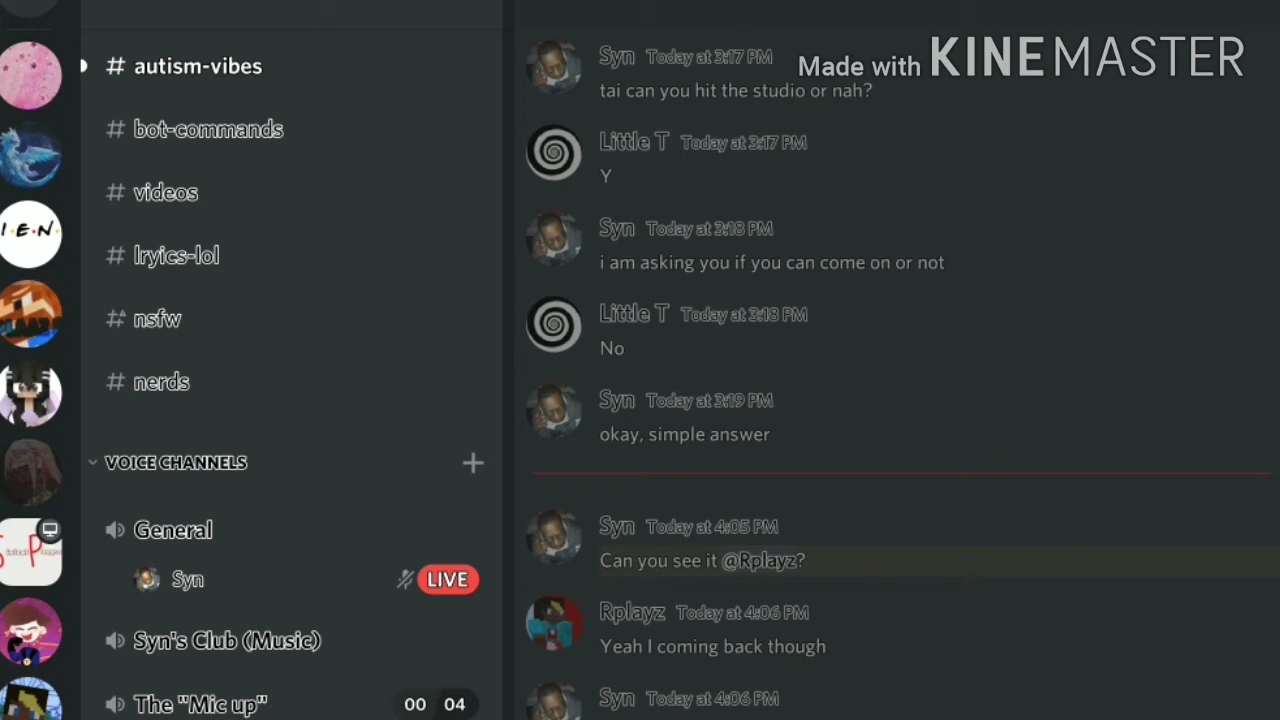 Made with KINEMASTER
# autism-vibes
# bot-commands
# videos
# lryics-lol
# nsfw
# nerds
VOICE CHANNELS
General
Syn
LIVE
Syn's Club (Music)
The "Mic up"
00 04
I·E·N·
Syn Today at 3:17 PM
tai can you hit the studio or nah?
Little T Today at 3:17 PM
Y
Syn Today at 3:18 PM
i am asking you if you can come on or not
Little T Today at 3:18 PM
No
Syn Today at 3:19 PM
okay, simple answer
Syn Today at 4:05 PM
Can you see it @Rplayz?
Rplayz Today at 4:06 PM
Yeah I coming back though
Syn Today at 4:06 PM